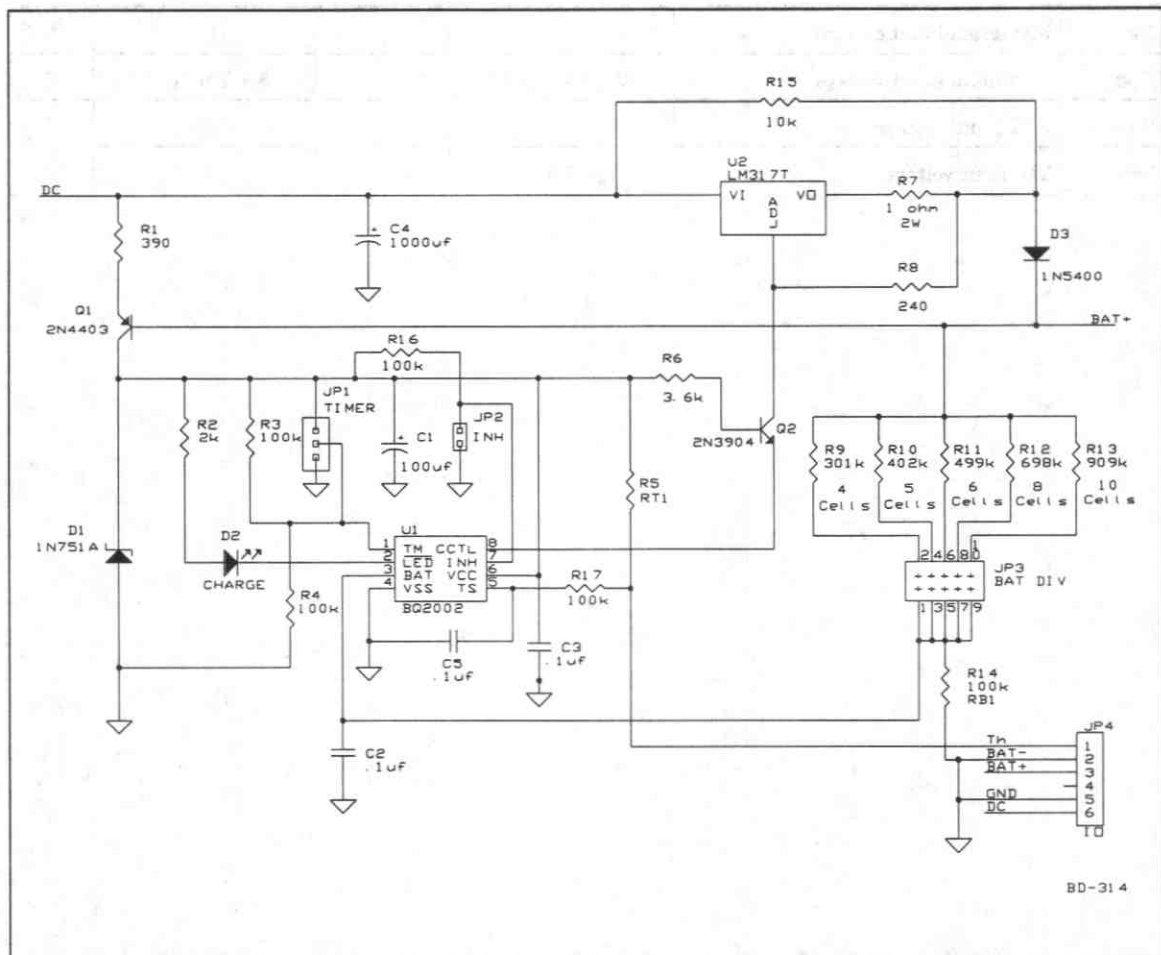 R15
10k
U2
LM317T
DC
VI
ADJ
VO
R7
1 ohm
2W
R1
390
C4
1000uf
D3
1N5400
R8
240
Q1
2N4403
BAT+
R16
100k
R6
3.6k
JP1
TIMER
JP2
INH
R2
2k
R3
100k
C1
100uf
Q2
2N3904
R9
301k
R10
402k
R11
499k
R12
698k
R13
909k
4
Cells
5
Cells
6
Cells
8
Cells
10
Cells
R5
RT1
D1
1N751A
D2
CHARGE
U1
1 TM CCTL 8
2 LED INH 7
3 BAT VCC 6
4 VSS TS 5
BQ2002
R17
100k
2 4 6 8 10
JP3
BAT DIV
1 3 5 7 9
R4
100k
C5
.1uf
C3
.1uf
R14
100k
RB1
C2
.1uf
JP4
Th 1
BAT- 2
BAT+ 3
4
GND 5
DC 6
IO
BD-314